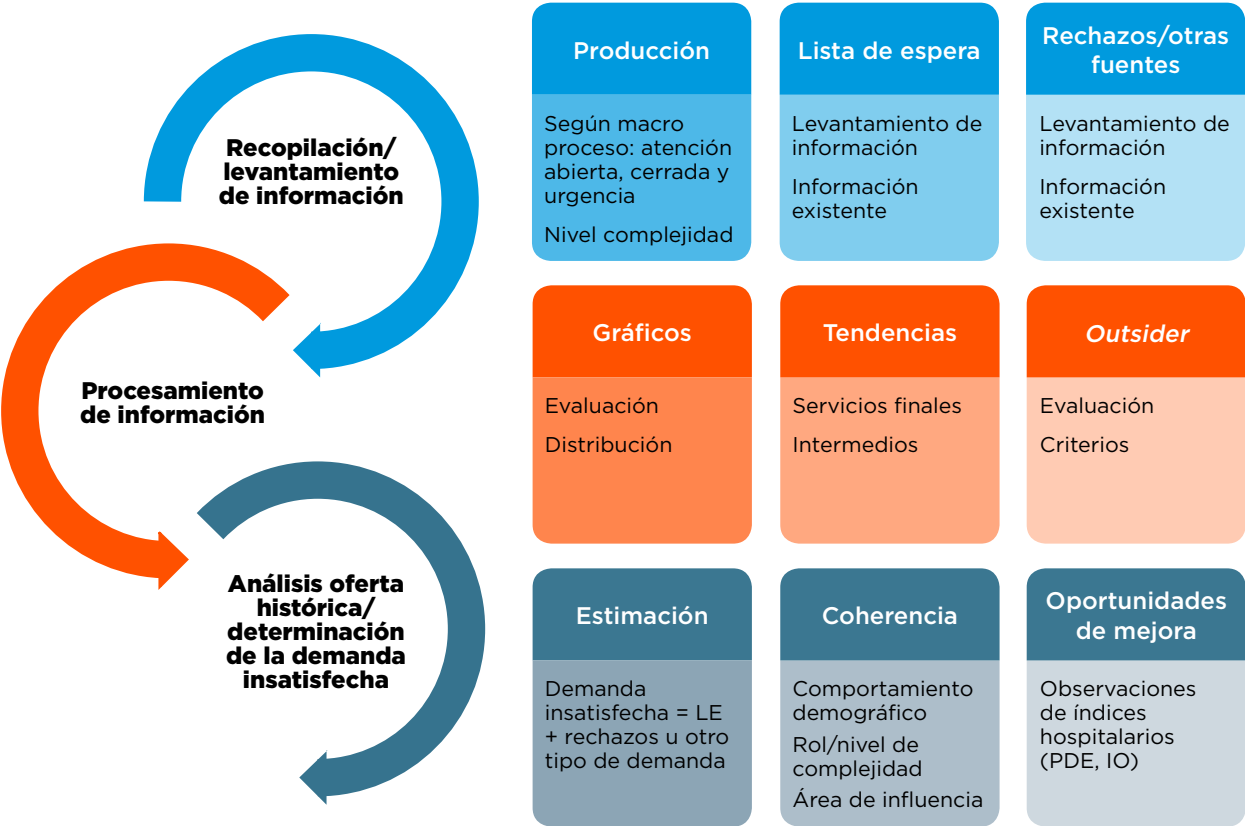 Recopilación/
levantamiento
de información
Producción
Según macro
proceso: atención
abierta, cerrada y
urgencia
Nivel complejidad
Lista de espera
Levantamiento de
información
Información
existente
Rechazos/otras
fuentes
Levantamiento de
información
Información
existente
Procesamiento
de información
Gráficos
Evaluación
Distribución
Tendencias
Servicios finales
Intermedios
Outsider
Evaluación
Criterios
Análisis oferta
histórica/
determinación
de la demanda
insatisfecha
Estimación
Demanda
insatisfecha = LE
+ rechazos u otro
tipo de demanda
Coherencia
Comportamiento
demográfico
Rol/nivel de
complejidad
Área de influencia
Oportunidades
de mejora
Observaciones
de índices
hospitalarios
(PDE, IO)